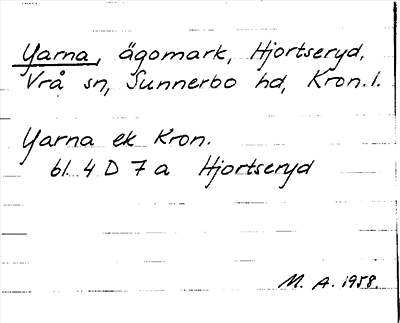 Yarna, ägomark, Hjortseryd,
Vrå sn, Sunnerbo hd, Kron. l.
Yarna ek Kron.
bl. 4 D 7 a Hjortseryd
M. A. 1958.